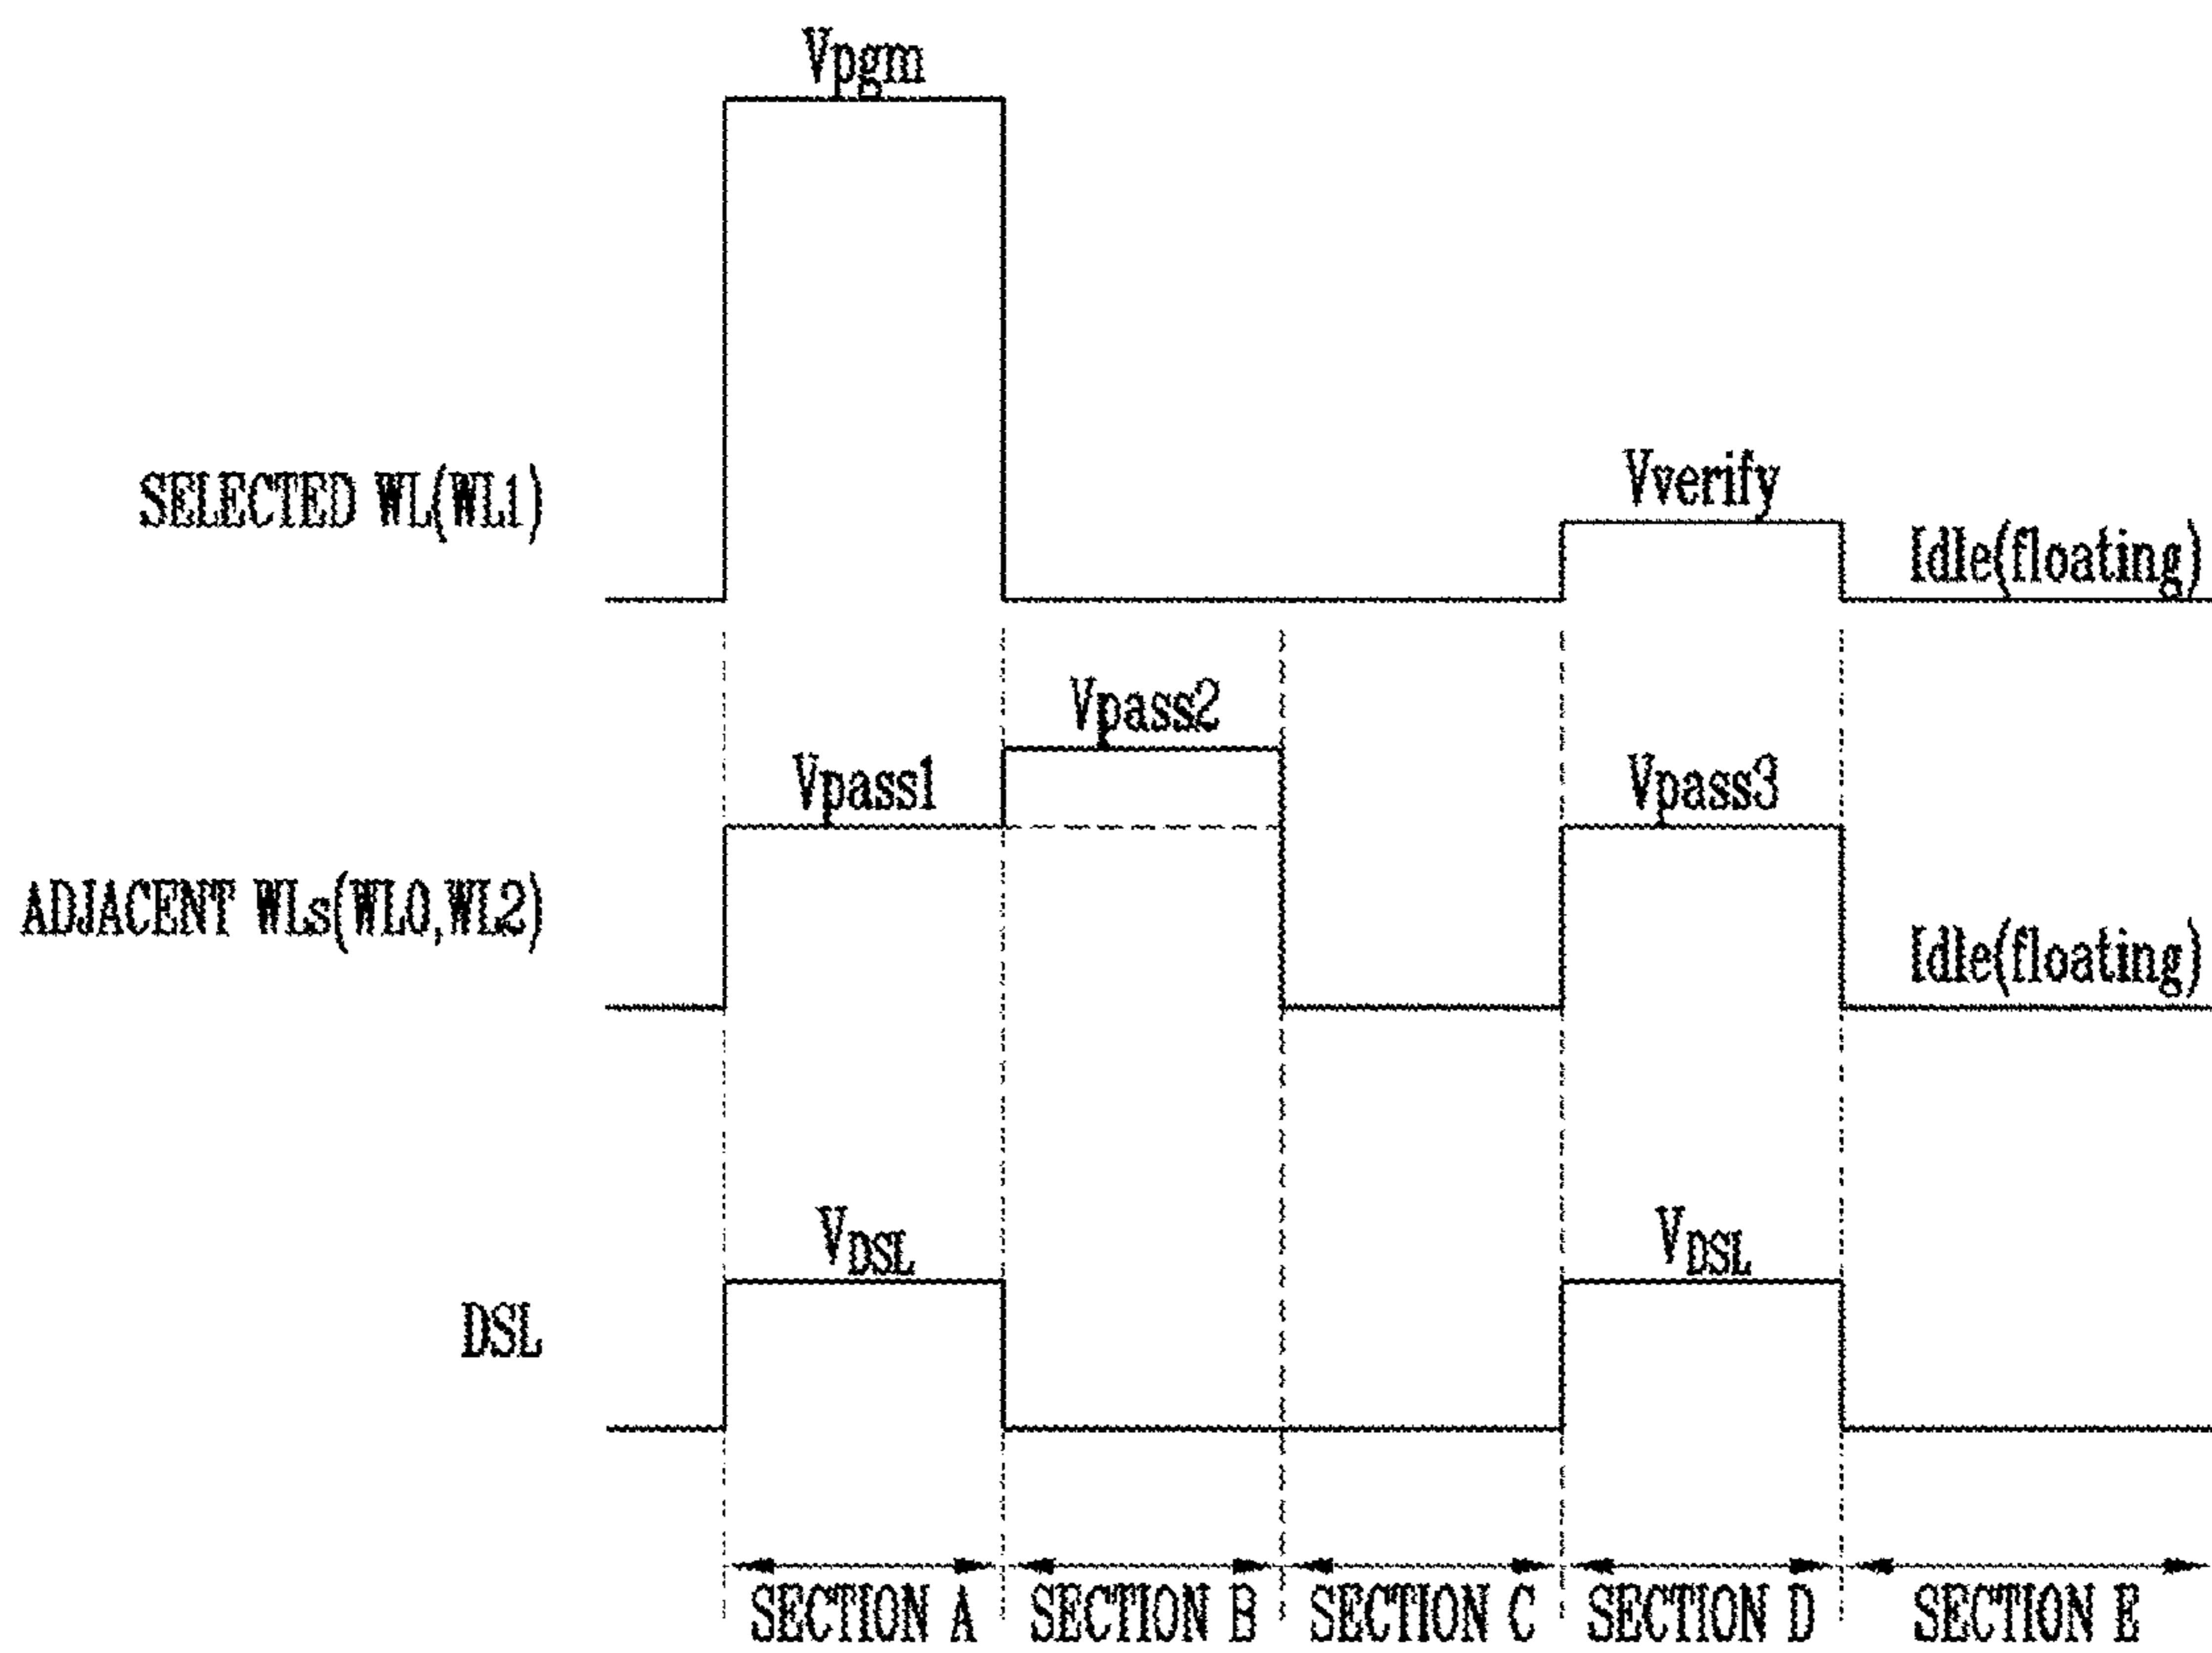 Vpgm
SELECTED WL(WL1)
Vverify
Idle(floating)
Vpass2
Vpass1
Vpass3
ADJACENT WLs(WL0,WL2)
Idle(floating)
VDSL
VDSL
DSL
SECTION A
SECTION B
SECTION C
SECTION D
SECTION E